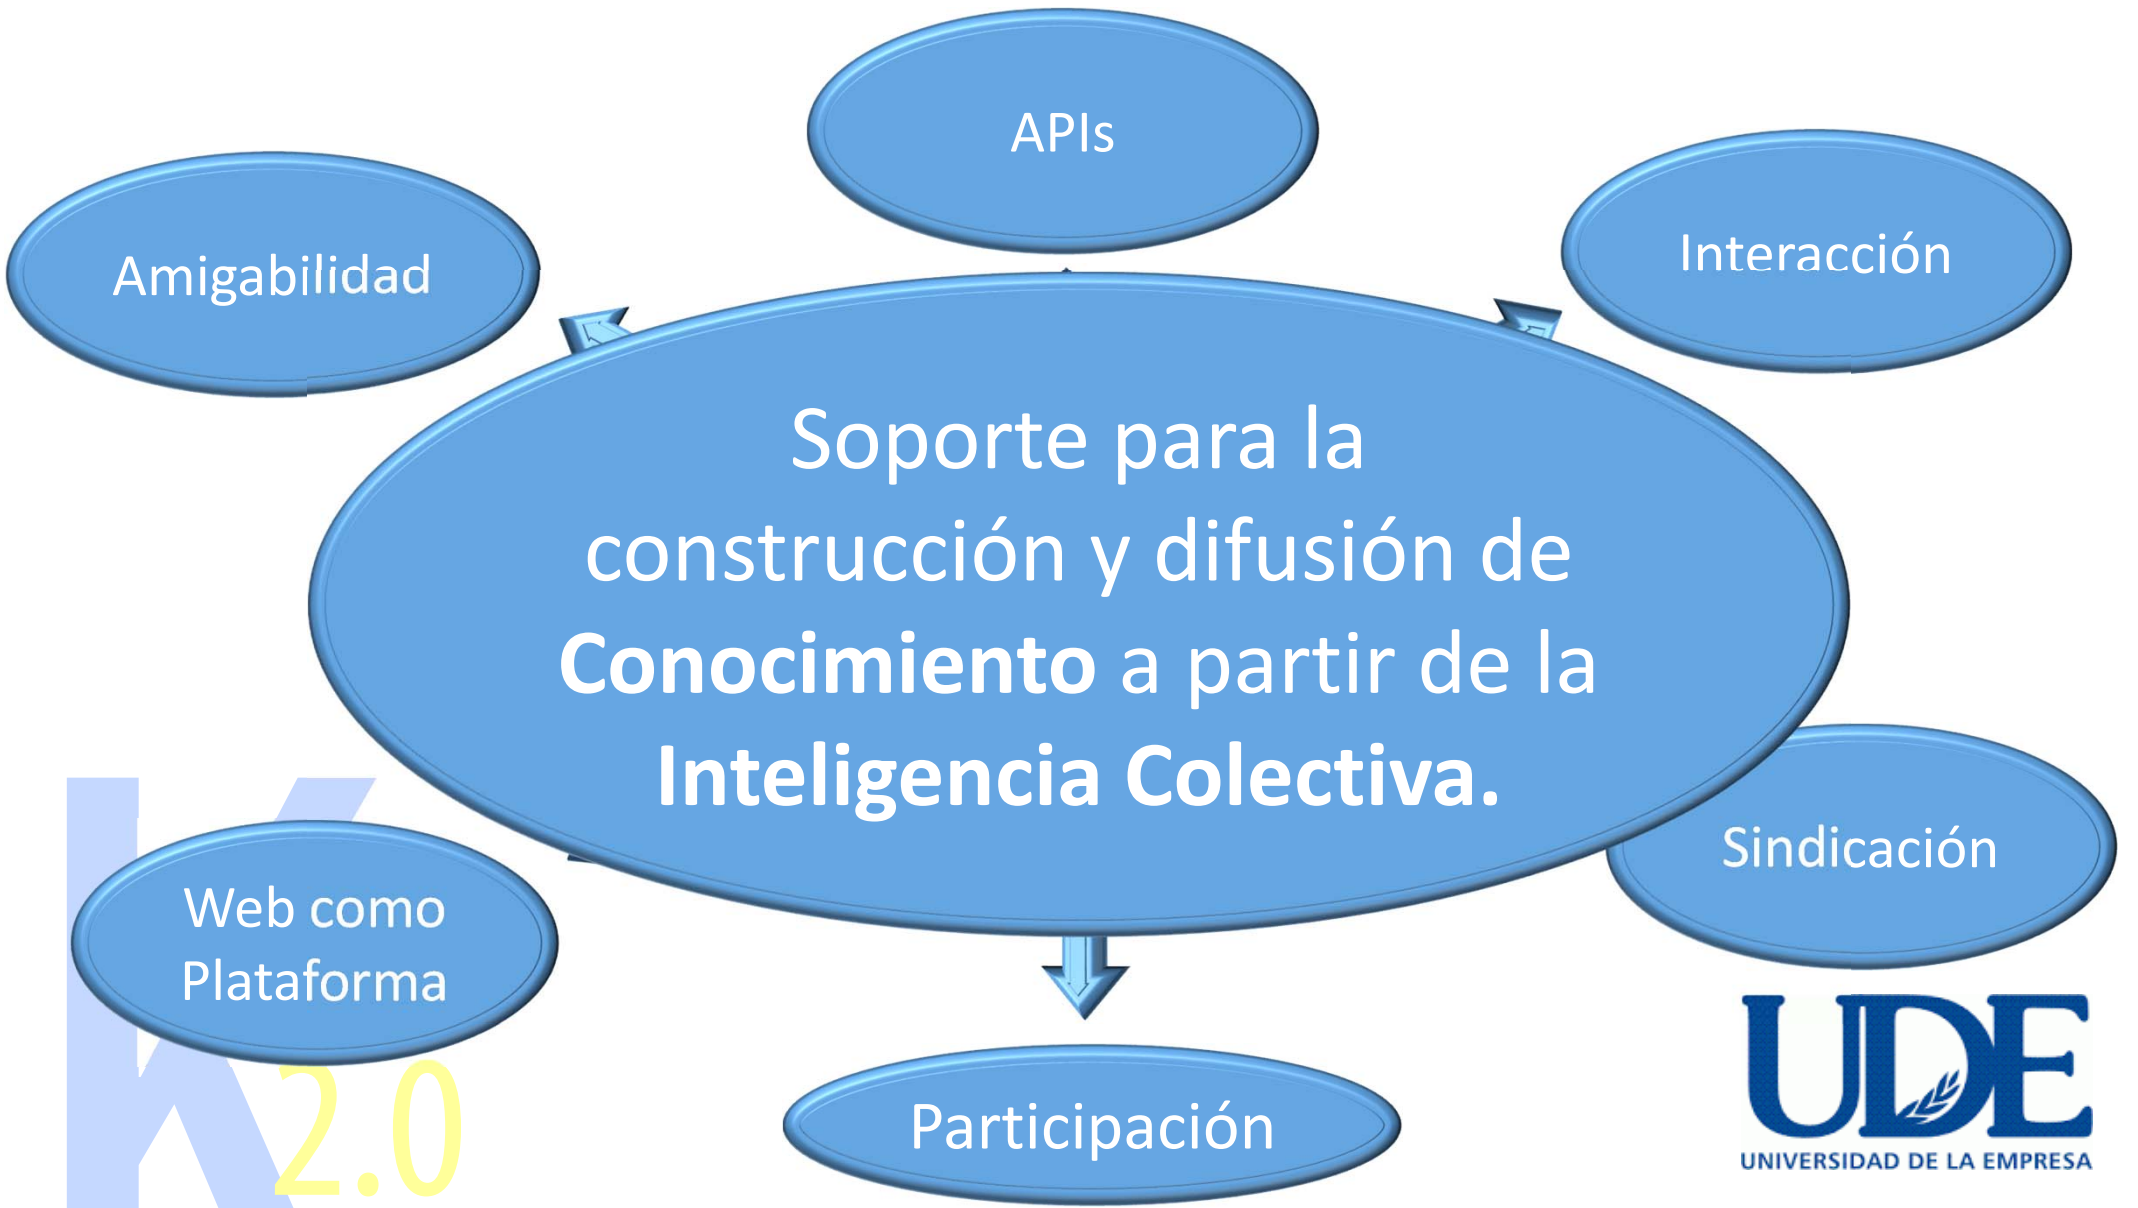 APIs
Amigabilidad
Interacción
Soporte para la
construcción y difusión de
Conocimiento a partir de la
Inteligencia Colectiva.
Sindicación
Web como
Plataforma
Participación
K
2.0
UDE
UNIVERSIDAD DE LA EMPRESA